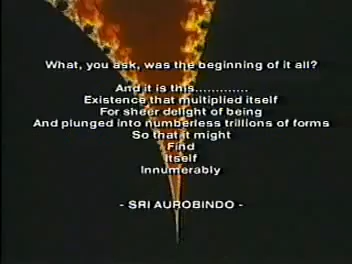 What, you ask, was the beginning of it all?
And it is this.............
Existence that multiplied itself
For sheer delight of being
And plunged into numberless trillions of forms
So that it might
Find
Itself
Innumerably
- SRI AUROBINDO -